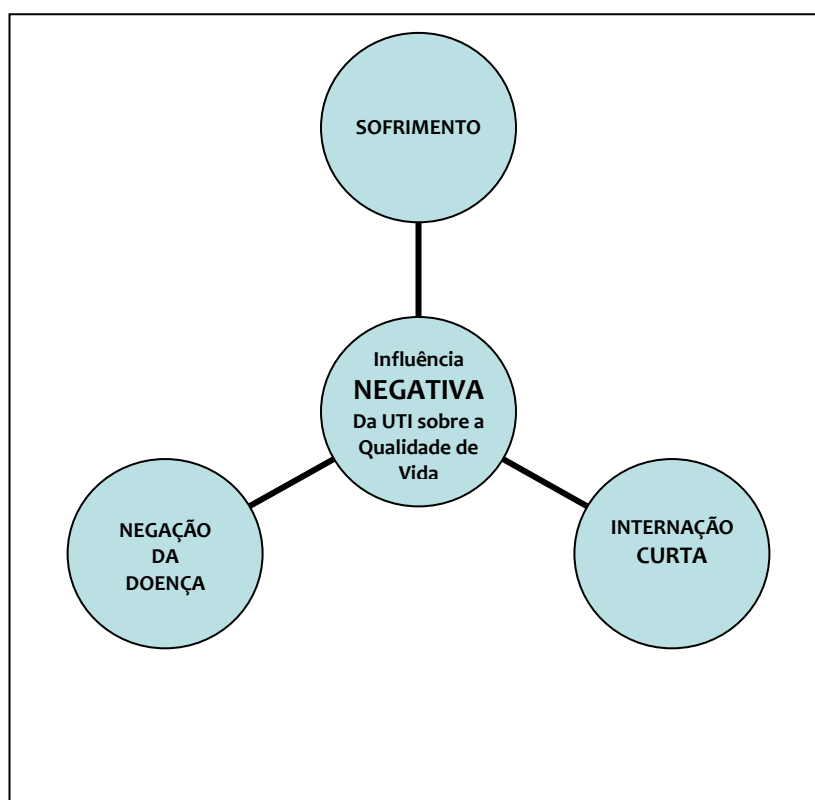 SOFRIMENTO
Influência
NEGATIVA
Da UTI sobre a
Qualidade de
Vida
NEGAÇÃO
DA
DOENÇA
INTERNAÇÃO
CURTA